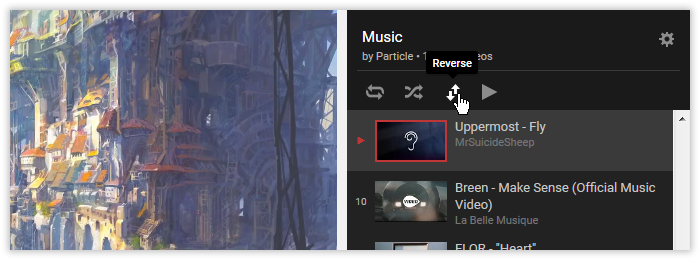 Music
by Particle • 1
eos
Reverse
Uppermost - Fly
MrSuicideSheep
10
VIDEO
Breen - Make Sense (Official Music
Video)
La Belle Musique
FLOR - "Heart"